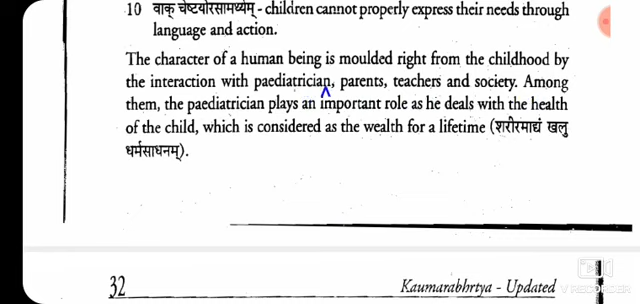 10 वाक् चेष्टयोरसामर्थ्यम् - children cannot properly express their needs through
language and action.
The character of a human being is moulded right from the childhood by
the interaction with paediatrician, parents, teachers and society. Among
them, the paediatrician plays an important role as he deals with the health
of the child, which is considered as the wealth for a lifetime (शरीरमाद्यं खलु
धर्मसाधनम्).
32
Kaumarabhrtya - Updated
V RECORDER